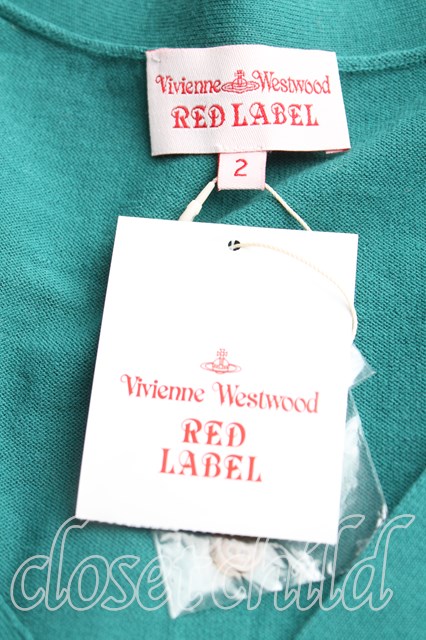 Vivienne Westwood
RED LABEL
2
Vivienne Westwood
RED
LABEL
closet child